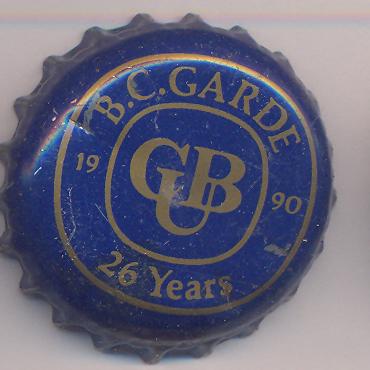 B.C. GARDE
19 90
GUB
26 Years